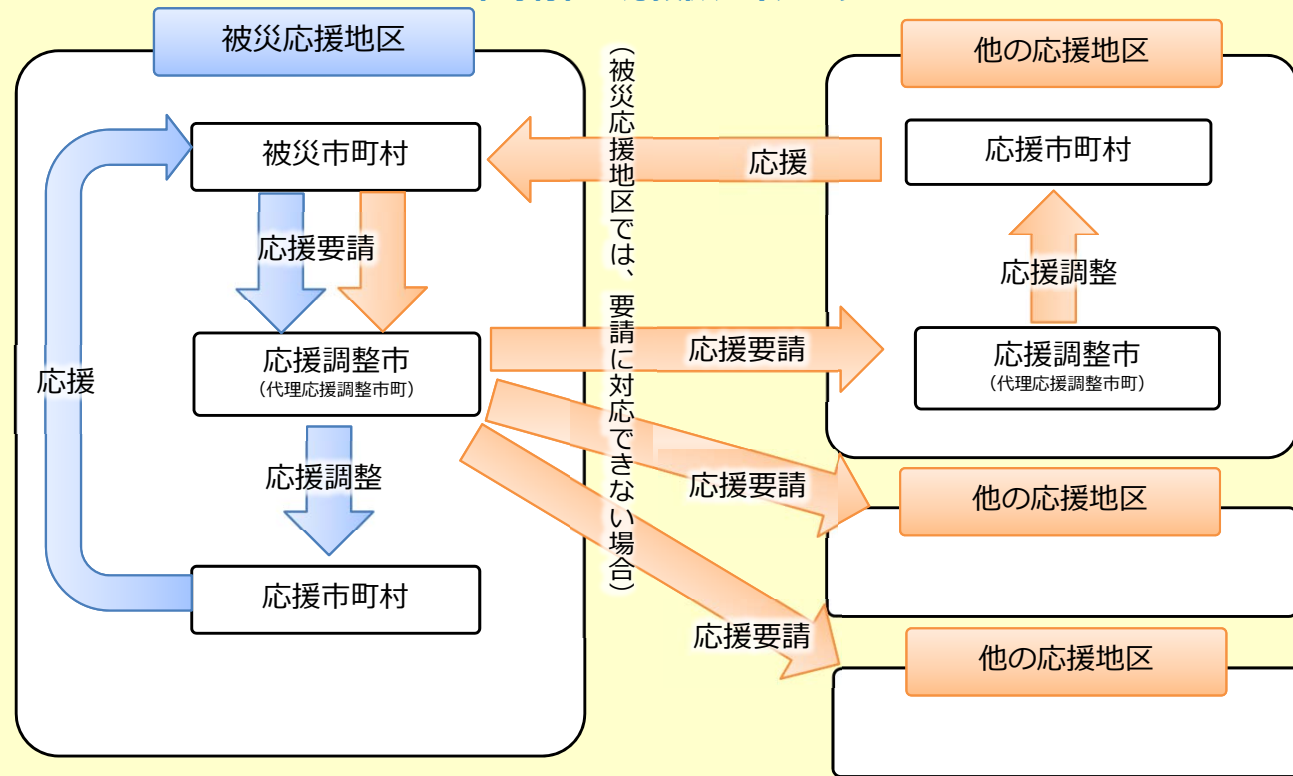 被災応援地区
被災市町村
応援要請
応援調整市
（代理応援調整市町）
応援調整
応援市町村
応援
（被災応援地区では、要請に対応できない場合）
他の応援地区
応援市町村
応援
応援調整
応援調整市
（代理応援調整市町）
応援要請
応援要請
応援要請
他の応援地区
他の応援地区